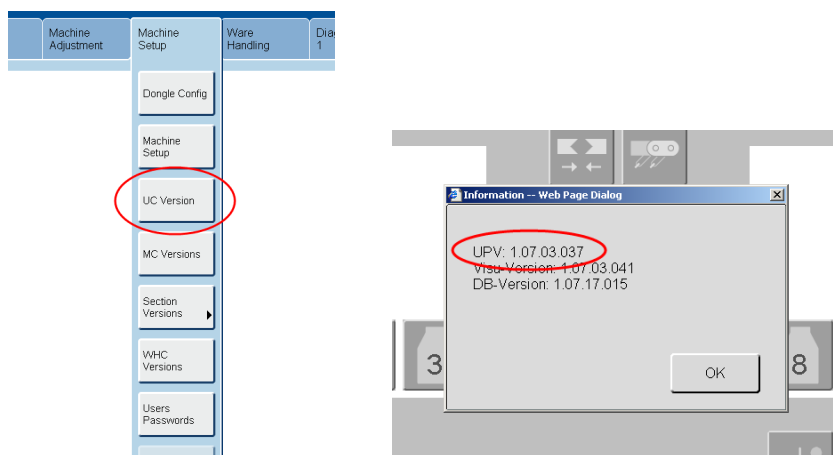 Machine
Adjustment
Machine
Setup
Ware
Handling
Dia
1
Dongle Config
Machine
Setup
UC Version
MC Versions
Section
Versions
WHC
Versions
Users
Passwords
Information -- Web Page Dialog
UPV: 1.07.03.037
Visu-Version: 1.07.03.041
DB-Version: 1.07.17.015
OK
3
8